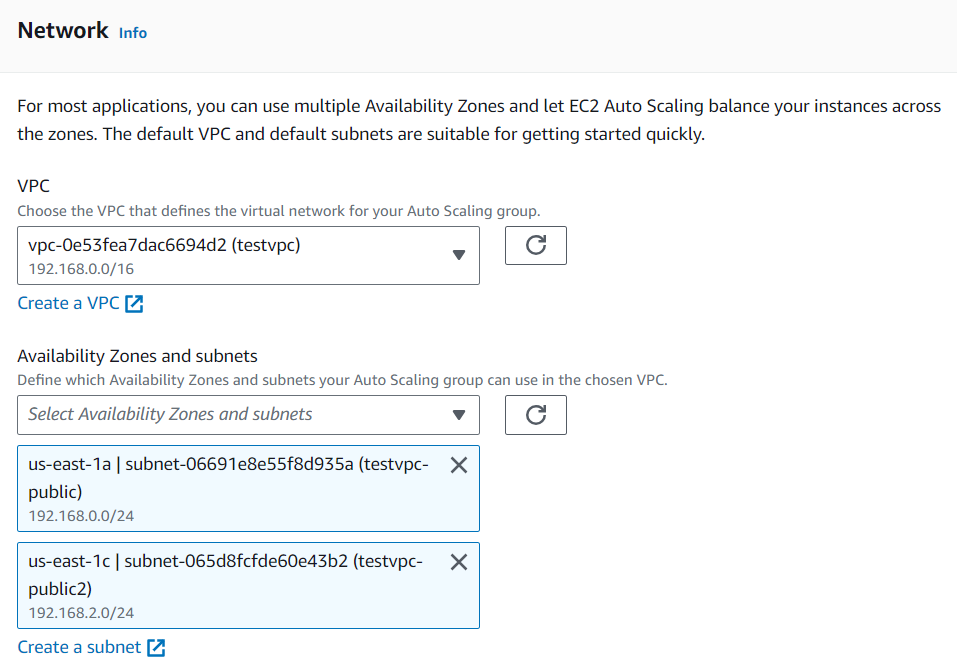 Network Info
For most applications, you can use multiple Availability Zones and let EC2 Auto Scaling balance your instances across
the zones. The default VPC and default subnets are suitable for getting started quickly.
VPC
Choose the VPC that defines the virtual network for your Auto Scaling group.
vpc-0e53fea7dac6694d2 (testvpc)
192.168.0.0/16
Create a VPC
Availability Zones and subnets
Define which Availability Zones and subnets your Auto Scaling group can use in the chosen VPC.
Select Availability Zones and subnets
us-east-1a | subnet-06691e8e55f8d935a (testvpc-
public)
192.168.0.0/24
us-east-1c | subnet-065d8fcfde60e43b2 (testvpc-
public2)
192.168.2.0/24
Create a subnet